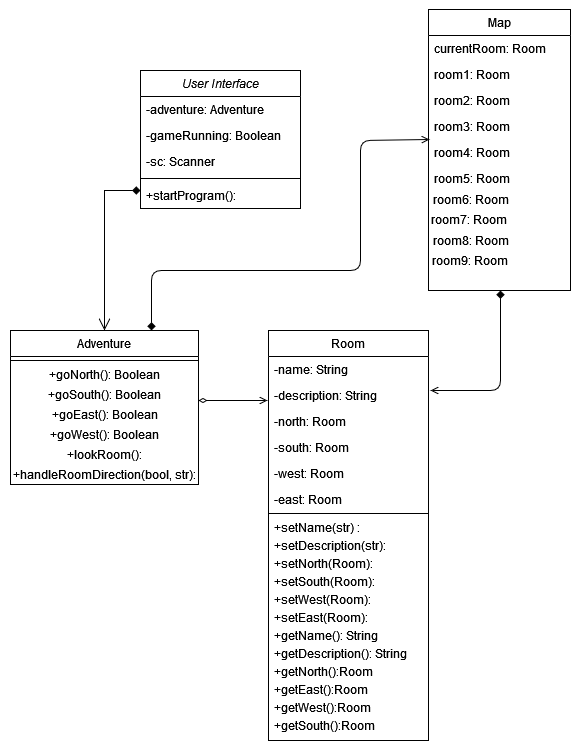 Map
currentRoom: Room
room1: Room
room2: Room
room3: Room
room4: Room
room5: Room
room6: Room
room7: Room
room8: Room
room9: Room
User Interface
-adventure: Adventure
-gameRunning: Boolean
-sc: Scanner
+startProgram():
Adventure
+goNorth(): Boolean
+goSouth(): Boolean
+goEast(): Boolean
+goWest(): Boolean
+lookRoom():
+handleRoomDirection(bool, str):
Room
-name: String
-description: String
-north: Room
-south: Room
-west: Room
-east: Room
+setName(str) :
+setDescription(str):
+setNorth(Room):
+setSouth(Room):
+setWest(Room):
+setEast(Room):
+getName(): String
+getDescription(): String
+getNorth():Room
+getEast():Room
+getWest():Room
+getSouth():Room